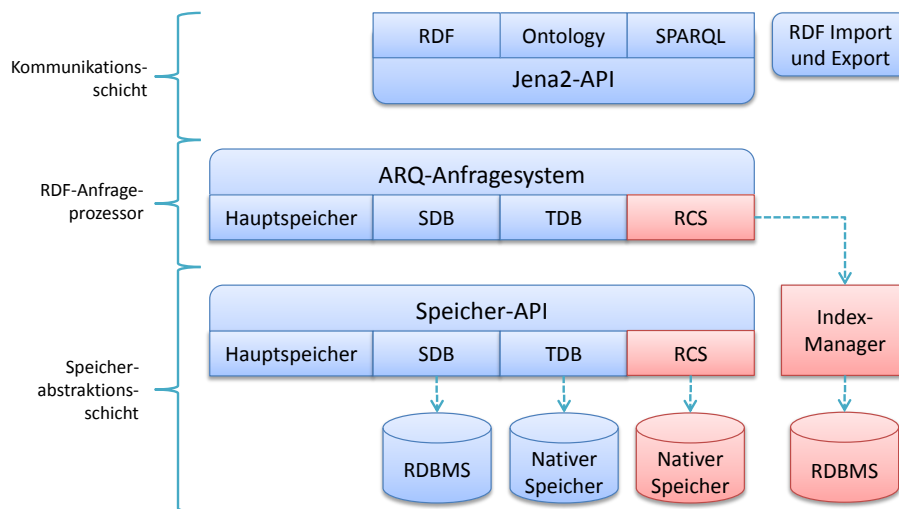 RDF
Ontology
SPARQL
Jena2-API
RDF Import
und Export
Kommunikations-
schicht
ARQ-Anfragesystem
Hauptspeicher
SDB
TDB
RCS
RDF-Anfrage-
prozessor
Speicher-API
Hauptspeicher
SDB
TDB
RCS
Index-
Manager
Speicher-
abstraktions-
schicht
RDBMS
Nativer
Speicher
Nativer
Speicher
RDBMS